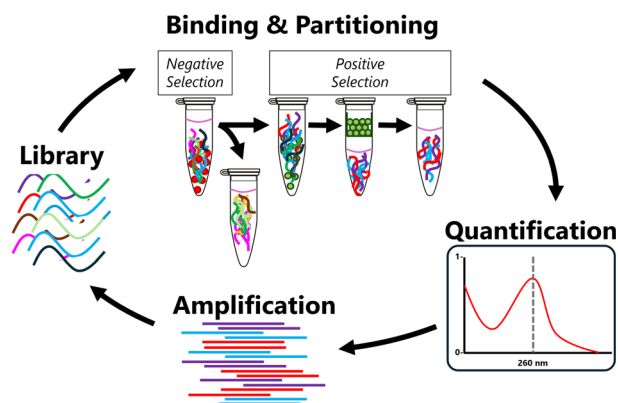 Binding & Partitioning
Negative
Selection
Positive
Selection
Library
Quantification
1
0
260 nm
Amplification